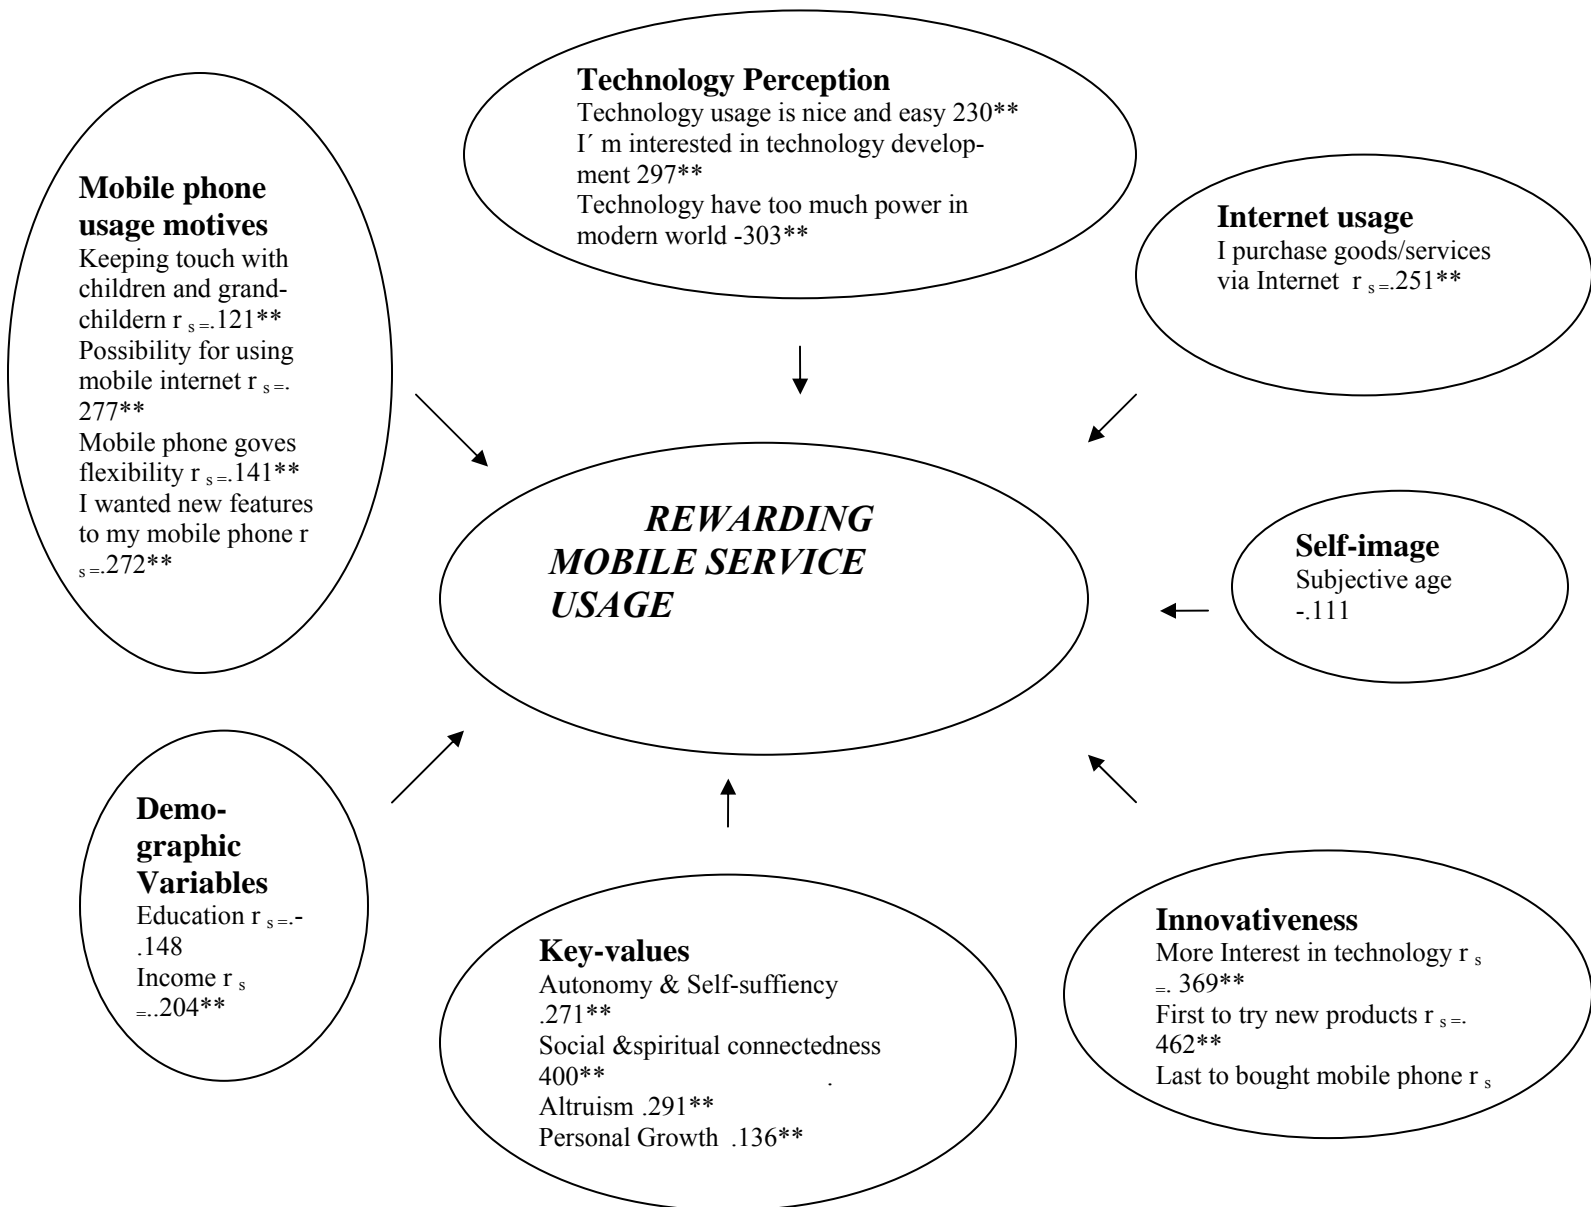 Technology Perception
Technology usage is nice and easy 230**
I´ m interested in technology develop-
ment 297**
Technology have too much power in
modern world -303**
Mobile phone
usage motives
Keeping touch with
children and grand-
childern r s =.121**
Possibility for using
mobile internet r s =.
277**
Mobile phone goves
flexibility r s =.141**
I wanted new features
to my mobile phone r
s =.272**
Internet usage
I purchase goods/services
via Internet r s =.251**
REWARDING
MOBILE SERVICE
USAGE
Self-image
Subjective age
-.111
Demo-
graphic
Variables
Education r s =.-
.148
Income r s
=..204**
Key-values
Autonomy & Self-suffiency
.271**
Social &spiritual connectedness
400** .
Altruism .291**
Personal Growth .136**
Innovativeness
More Interest in technology r s
=. 369**
First to try new products r s =.
462**
Last to bought mobile phone r s